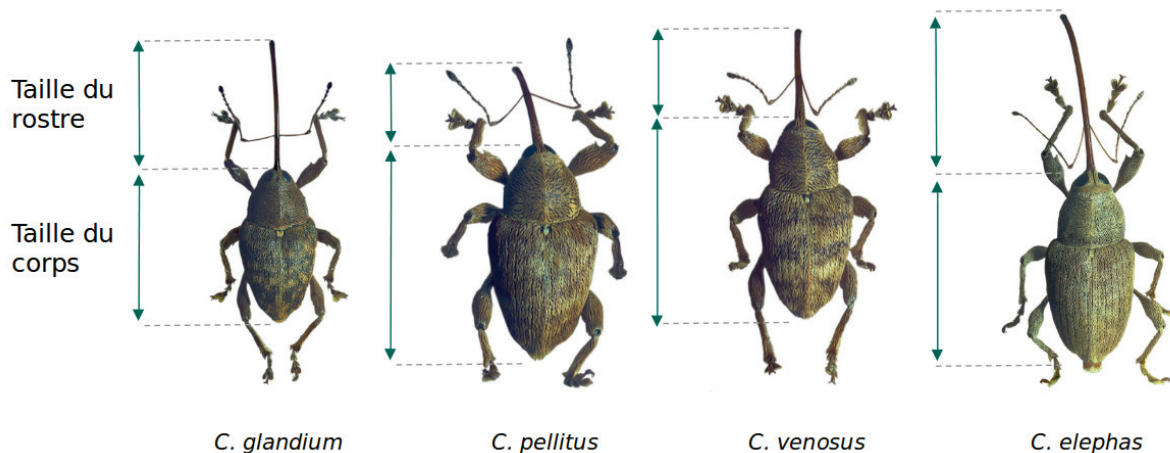 Taille du
rostre
Taille du
corps
C. glandium
C. pellitus
C. venosus
C. elephas